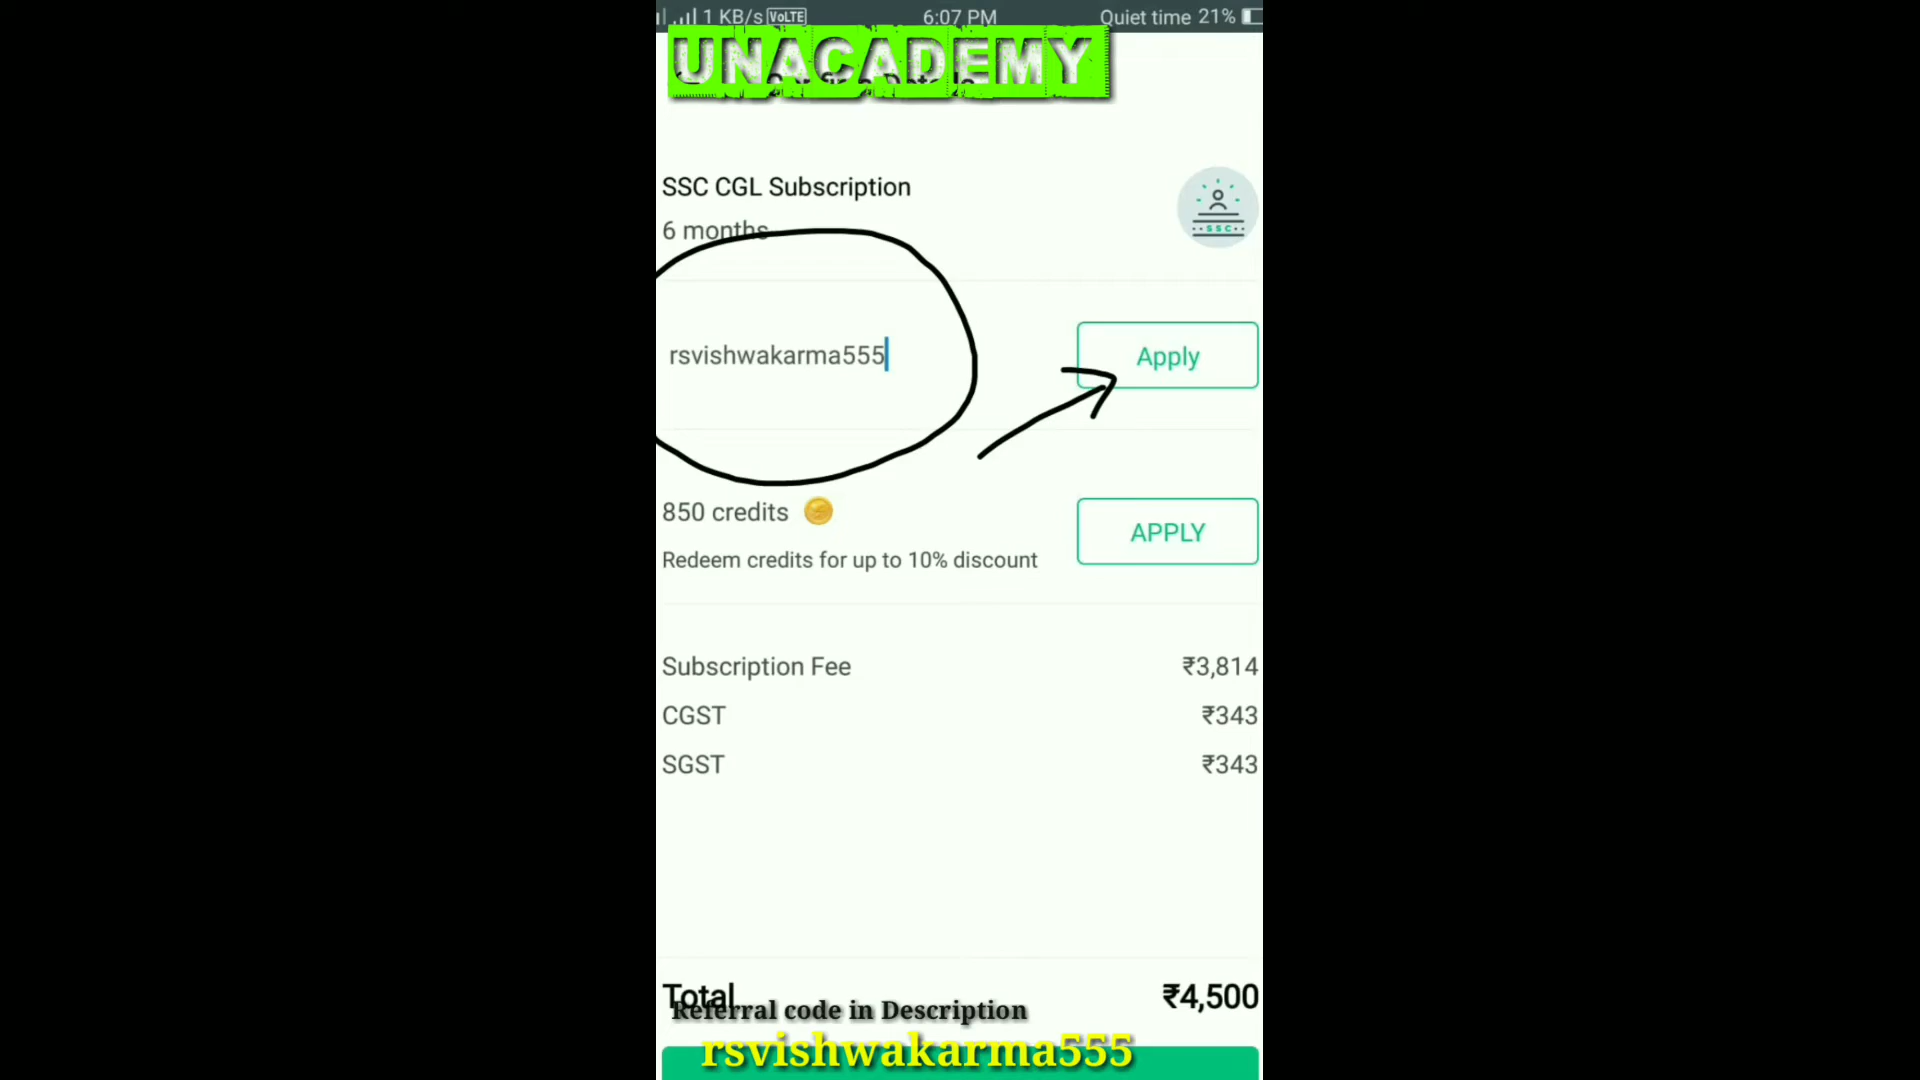 1 KB/s VoLTE 6:07 PM Quiet time 21%
UNACADEMY
SSC CGL Subscription
6 months
SSC
rsvishwakarma555
Apply
850 credits
APPLY
Redeem credits for up to 10% discount
Subscription Fee ₹3,814
CGST ₹343
SGST ₹343
Total ₹4,500
Referral code in Description
rsvishwakarma555